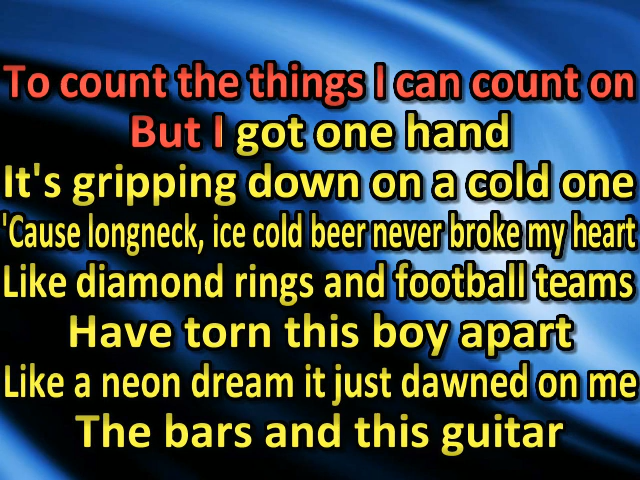 To count the things I can count on
But I got one hand
It's gripping down on a cold one
'Cause longneck, ice cold beer never broke my heart
Like diamond rings and football teams
Have torn this boy apart
Like a neon dream it just dawned on me
The bars and this guitar